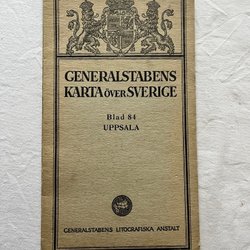 GENERALSTABENS
KARTA ÖVER SVERIGE
Blad 84
UPPSALA
GENERALSTABENS LITOGRAFISKA ANSTALT